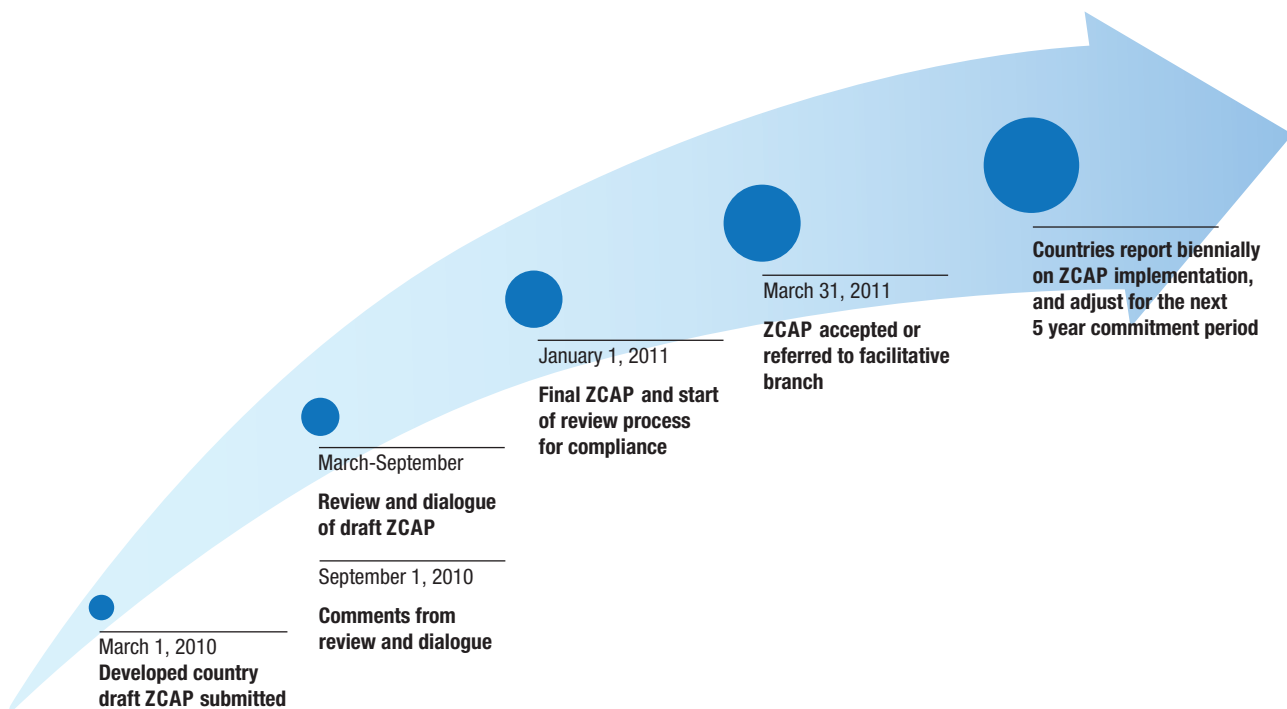 March 1, 2010
Developed country
draft ZCAP submitted
March-September
Review and dialogue
of draft ZCAP
September 1, 2010
Comments from
review and dialogue
January 1, 2011
Final ZCAP and start
of review process
for compliance
March 31, 2011
ZCAP accepted or
referred to facilitative
branch
Countries report biennially
on ZCAP implementation,
and adjust for the next
5 year commitment period